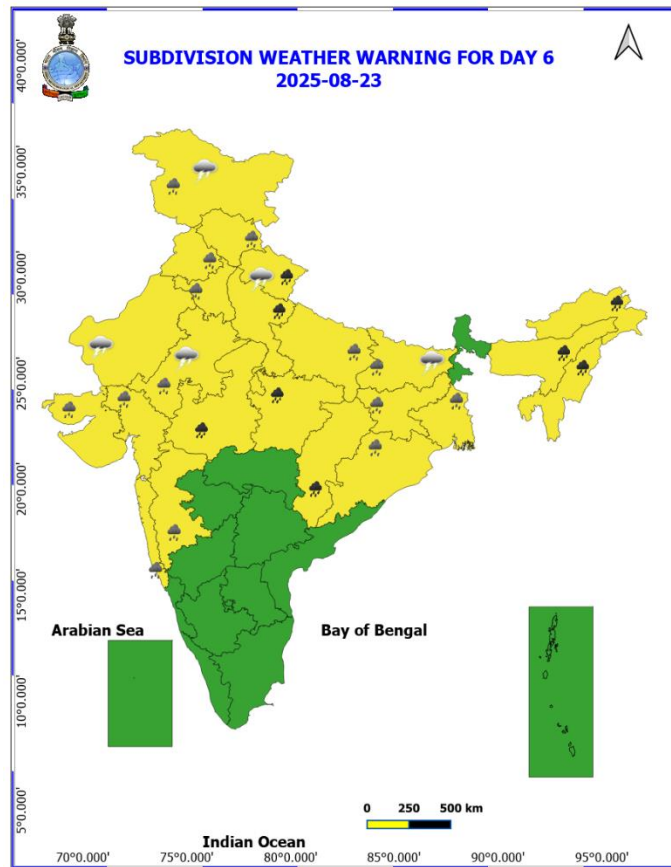 SUBDIVISION WEATHER WARNING FOR DAY 6
2025-08-23
40°0.000'
35°0.000'
30°0.000'
25°0.000'
20°0.000'
15°0.000'
10°0.000'
5°0.000'
Arabian Sea
Bay of Bengal
0 250 500 km
Indian Ocean
70°0.000' 75°0.000' 80°0.000' 85°0.000' 90°0.000' 95°0.000'